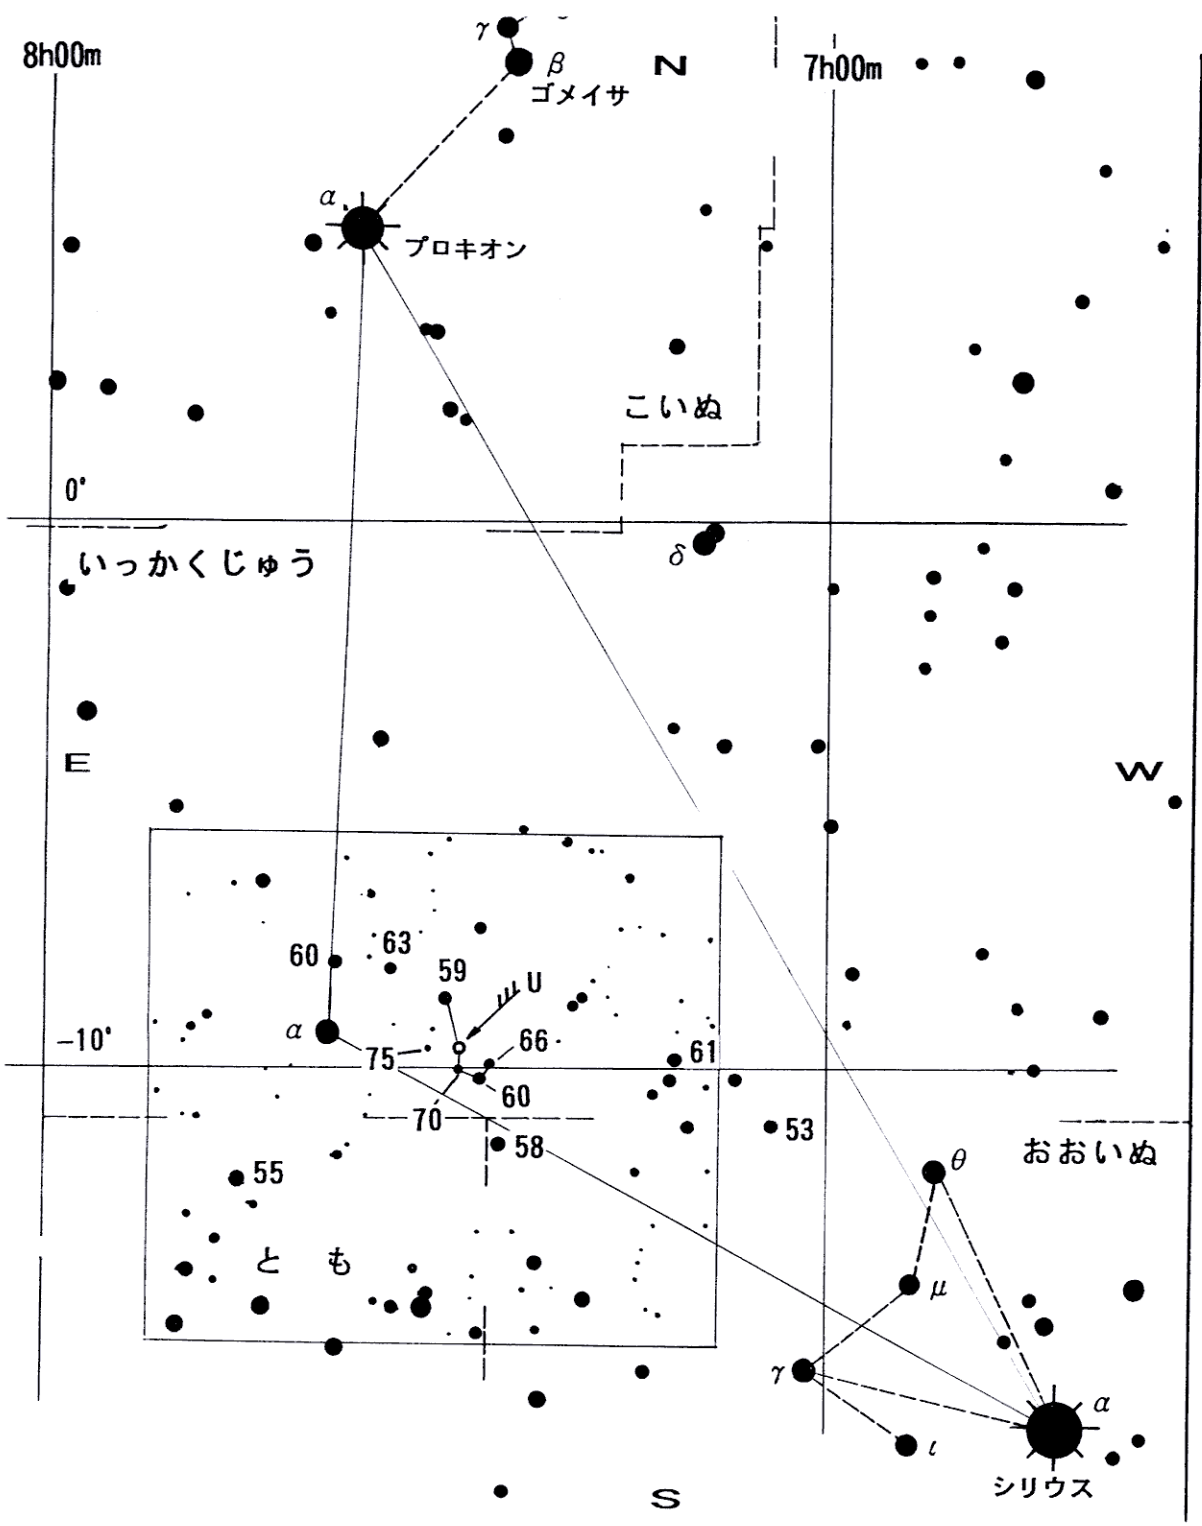 γ
8h00m
N
7h00m
β
ゴメイサ
α
プロキオン
こいぬ
0°
δ
いっかくじゅう
E
W
60
63
59
U
α
-10°
75
66
61
60
70
53
58
おおいぬ
θ
55
とも
μ
γ
α
ι
シリウス
S